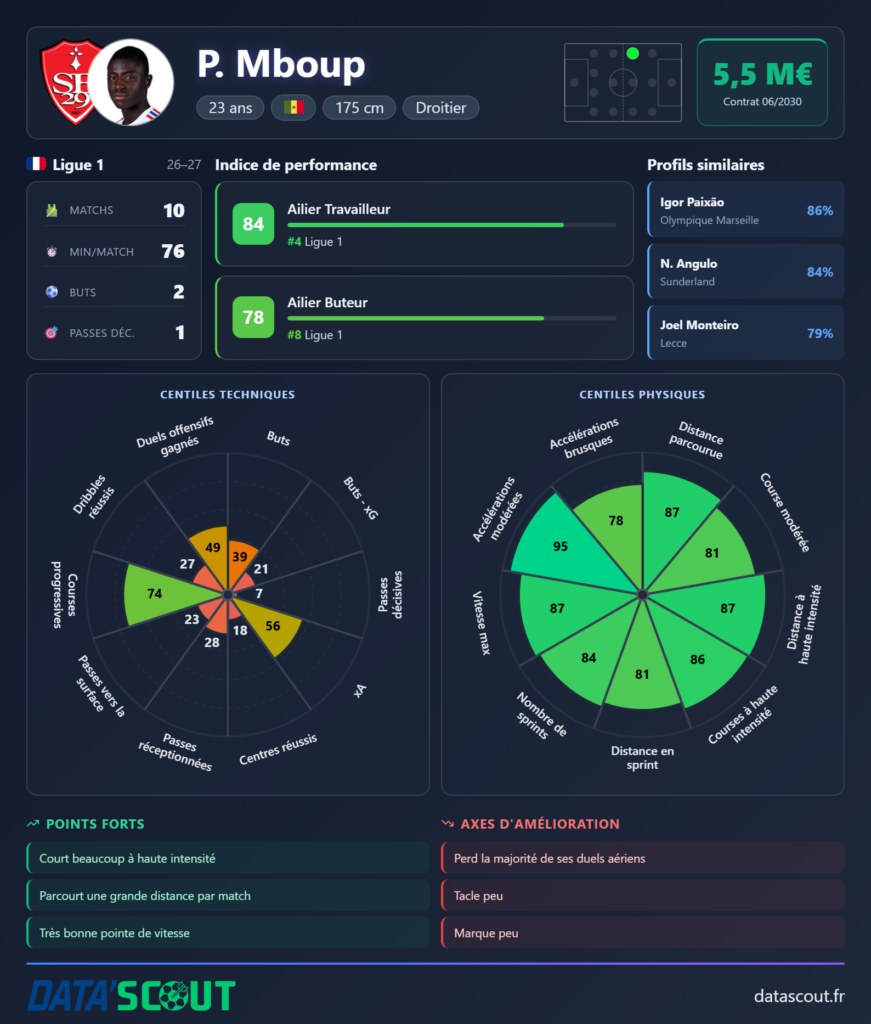 P. Mboup
23 ans
175 cm
Droitier
5,5 M€
Contrat 06/2030
Ligue 1
26–27
MATCHS 10
MIN/MATCH 76
BUTS 2
PASSES DÉC. 1
Indice de performance
84
Ailier Travailleur
#4 Ligue 1
78
Ailier Buteur
#8 Ligue 1
Profils similaires
Igor Paixão
Olympique Marseille
86%
N. Angulo
Sunderland
84%
Joel Monteiro
Lecce
79%
CENTILES TECHNIQUES
Buts
39
Buts - xG
21
Passes
décisives
7
xA
56
Centres réussis
18
Passes
réceptionnées
28
Passes vers la
surface
23
Courses
progressives
74
Dribbles
réussis
27
Duels offensifs
gagnés
49
CENTILES PHYSIQUES
Distance
parcourue
87
Course modérée
81
Distance à
haute intensité
87
Courses à haute
intensité
86
Distance en
sprint
81
Nombre de
sprints
84
Vitesse max
87
Accélérations
modérées
95
Accélérations
brusques
78
POINTS FORTS
Court beaucoup à haute intensité
Parcourt une grande distance par match
Très bonne pointe de vitesse
AXES D'AMÉLIORATION
Perd la majorité de ses duels aériens
Tacle peu
Marque peu
DATA'SCOUT
datascout.fr